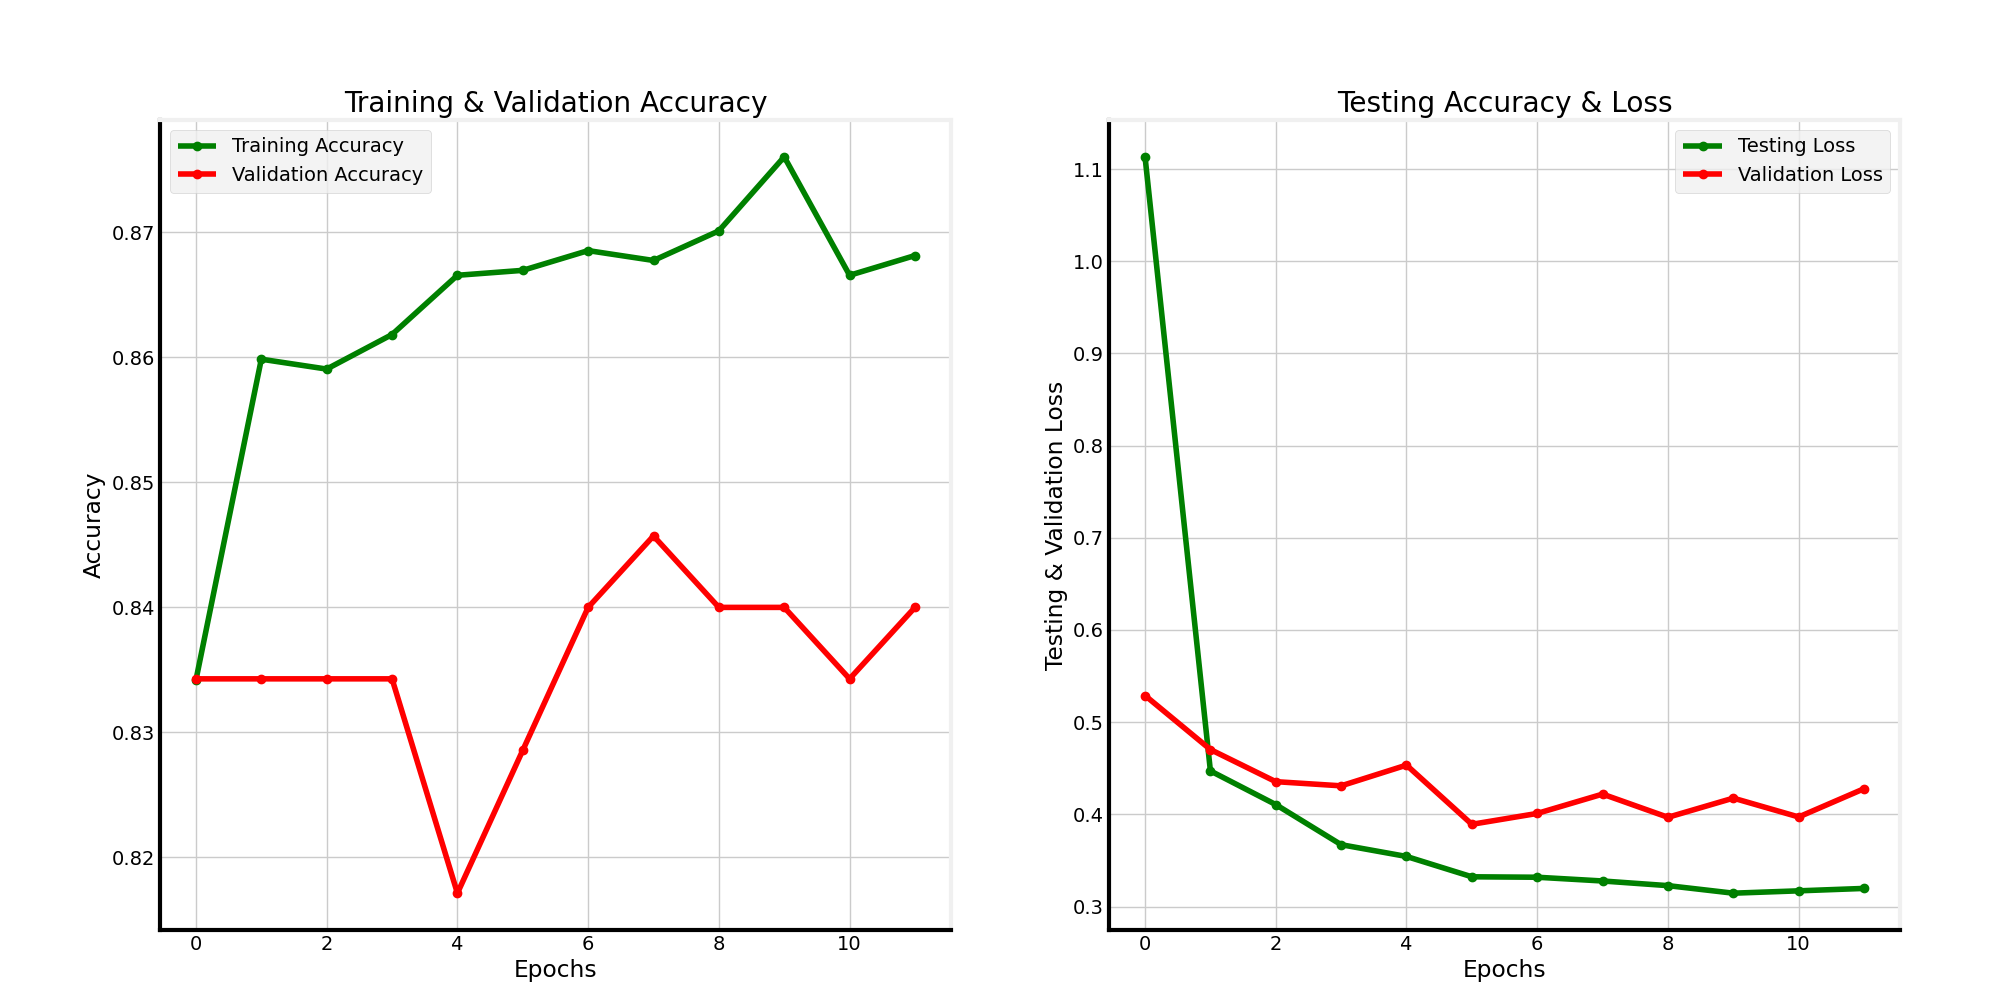 Training & Validation Accuracy
Training Accuracy
Validation Accuracy
Accuracy
0.87
0.86
0.85
0.84
0.83
0.82
0 2 4 6 8 10
Epochs
Testing Accuracy & Loss
Testing Loss
Validation Loss
Testing & Validation Loss
1.1
1.0
0.9
0.8
0.7
0.6
0.5
0.4
0.3
0 2 4 6 8 10
Epochs